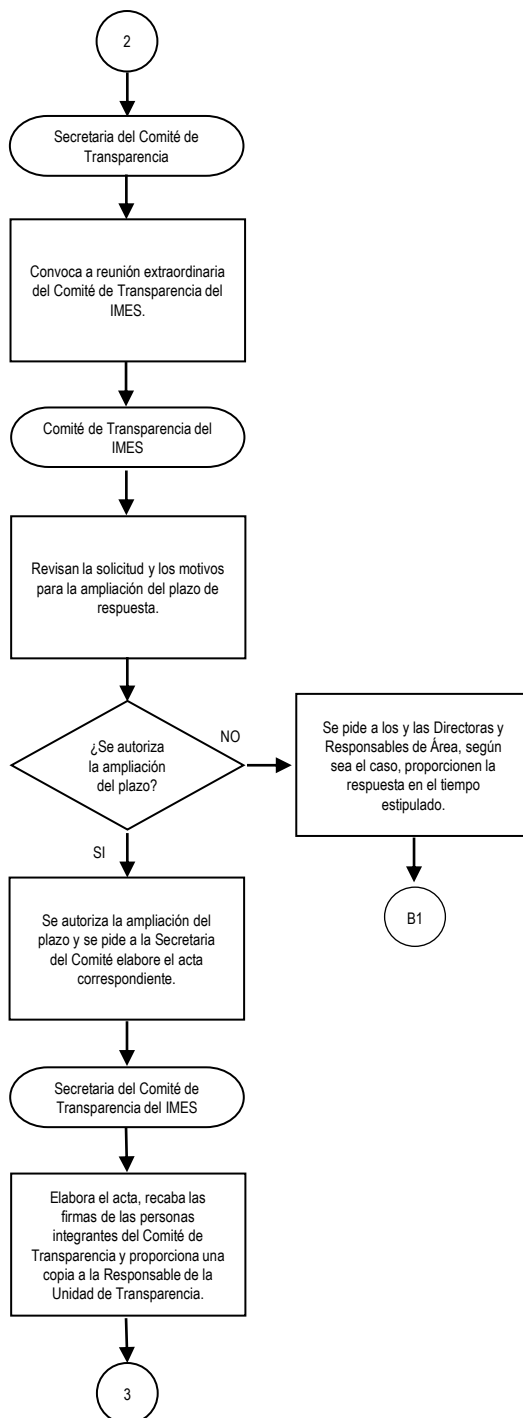 2
Secretaria del Comité de
Transparencia
Convoca a reunión extraordinaria
del Comité de Transparencia del
IMES.
Comité de Transparencia del
IMES
Revisan la solicitud y los motivos
para la ampliación del plazo de
respuesta.
¿Se autoriza
la ampliación
del plazo?
NO
Se pide a los y las Directoras y
Responsables de Área, según
sea el caso, proporcionen la
respuesta en el tiempo
estipulado.
B1
SI
Se autoriza la ampliación del
plazo y se pide a la Secretaria
del Comité elabore el acta
correspondiente.
Secretaria del Comité de
Transparencia del IMES
Elabora el acta, recaba las
firmas de las personas
integrantes del Comité de
Transparencia y proporciona una
copia a la Responsable de la
Unidad de Transparencia.
3